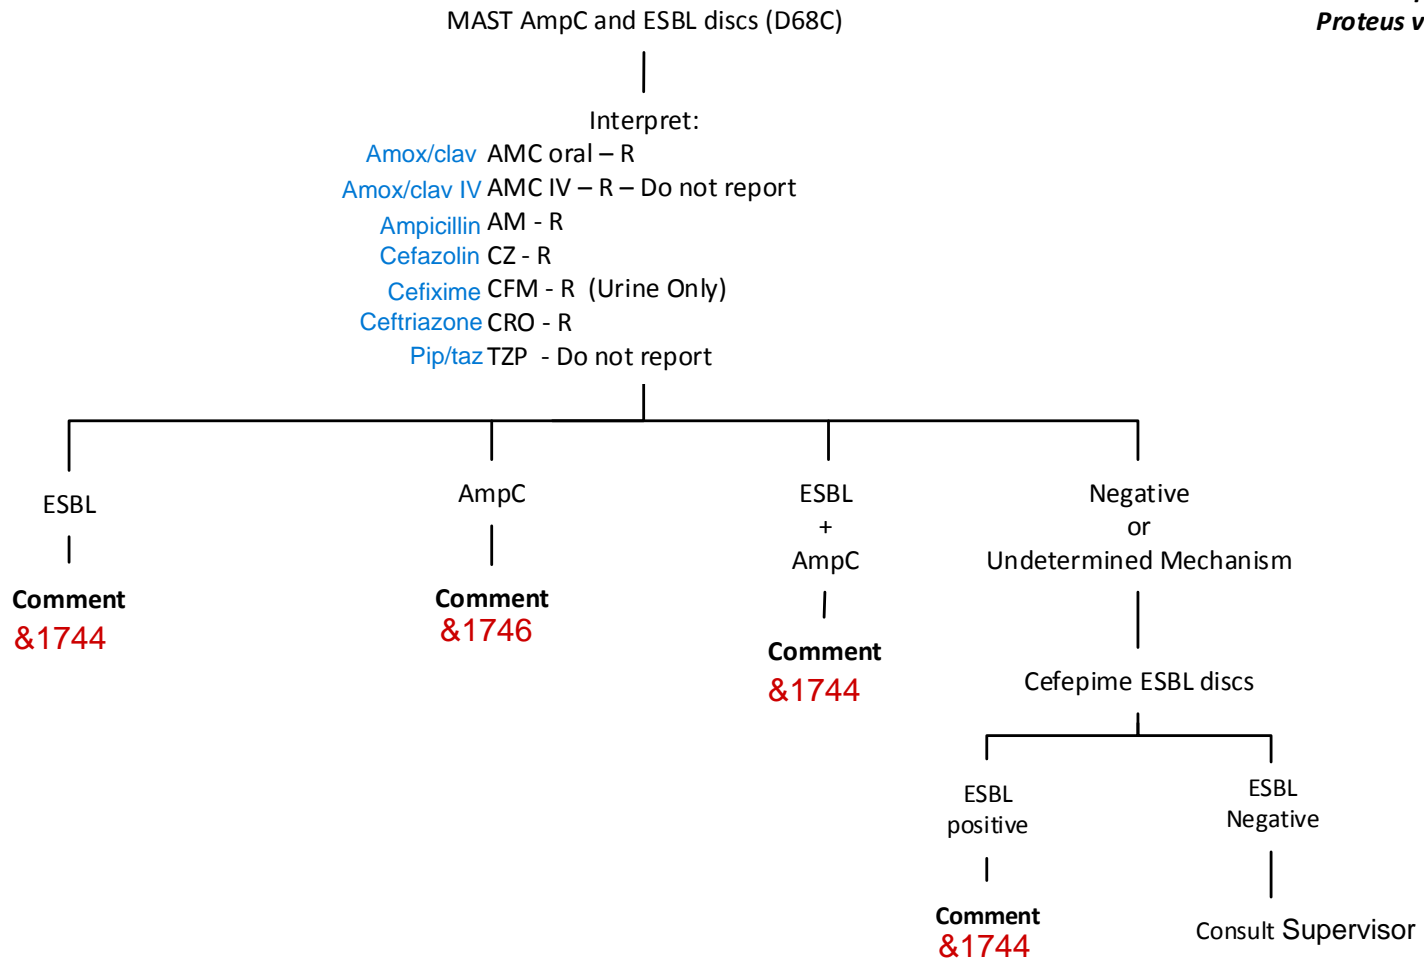 MAST AmpC and ESBL discs (D68C)
Proteus v
Interpret:
Amox/clav AMC oral – R
Amox/clav IV AMC IV – R – Do not report
Ampicillin AM - R
Cefazolin CZ - R
Cefixime CFM - R (Urine Only)
Ceftriazone CRO - R
Pip/taz TZP - Do not report
ESBL
Comment
&1744
AmpC
Comment
&1746
ESBL
+
AmpC
Comment
&1744
Negative
or
Undetermined Mechanism
Cefepime ESBL discs
ESBL
positive
Comment
&1744
ESBL
Negative
Consult Supervisor